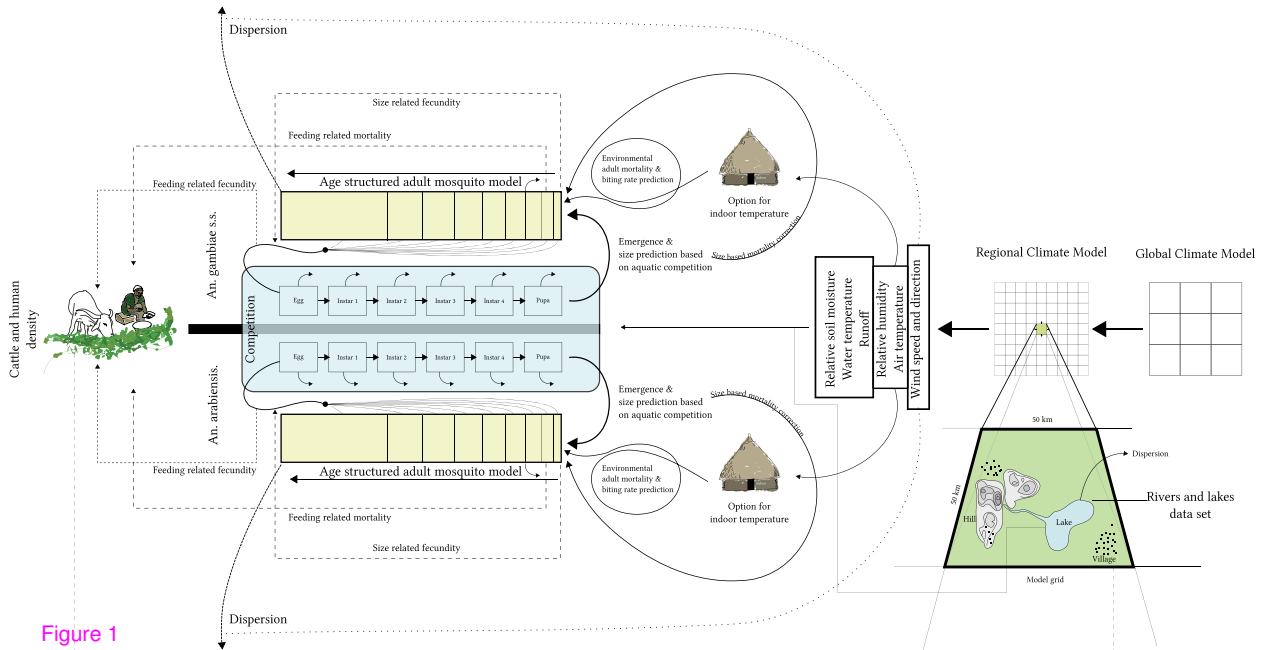 Dispersion
Size related fecundity
Feeding related mortality
Feeding related fecundity
Age structured adult mosquito model
An. gambiae s.s.
Environmental
adult mortality &
biting rate prediction
Option for
indoor temperature
Size based mortality correction
Emergence &
size prediction based
on aquatic competition
Egg
Instar 1
Instar 2
Instar 3
Instar 4
Pupa
Competition
Cattle and human
density
Egg
Instar 1
Instar 2
Instar 3
Instar 4
Pupa
An. arabiensis.
Emergence &
size prediction based
on aquatic competition
Size based mortality correction
Age structured adult mosquito model
Environmental
adult mortality &
biting rate prediction
Option for
indoor temperature
Feeding related fecundity
Feeding related mortality
Size related fecundity
Dispersion
Relative soil moisture
Water temperature
Runoff
Relative humidity
Air temperature
Wind speed and direction
Regional Climate Model
Global Climate Model
50 km
50 km
Dispersion
Rivers and lakes
data set
Hill
Lake
Village
Model grid
Figure 1